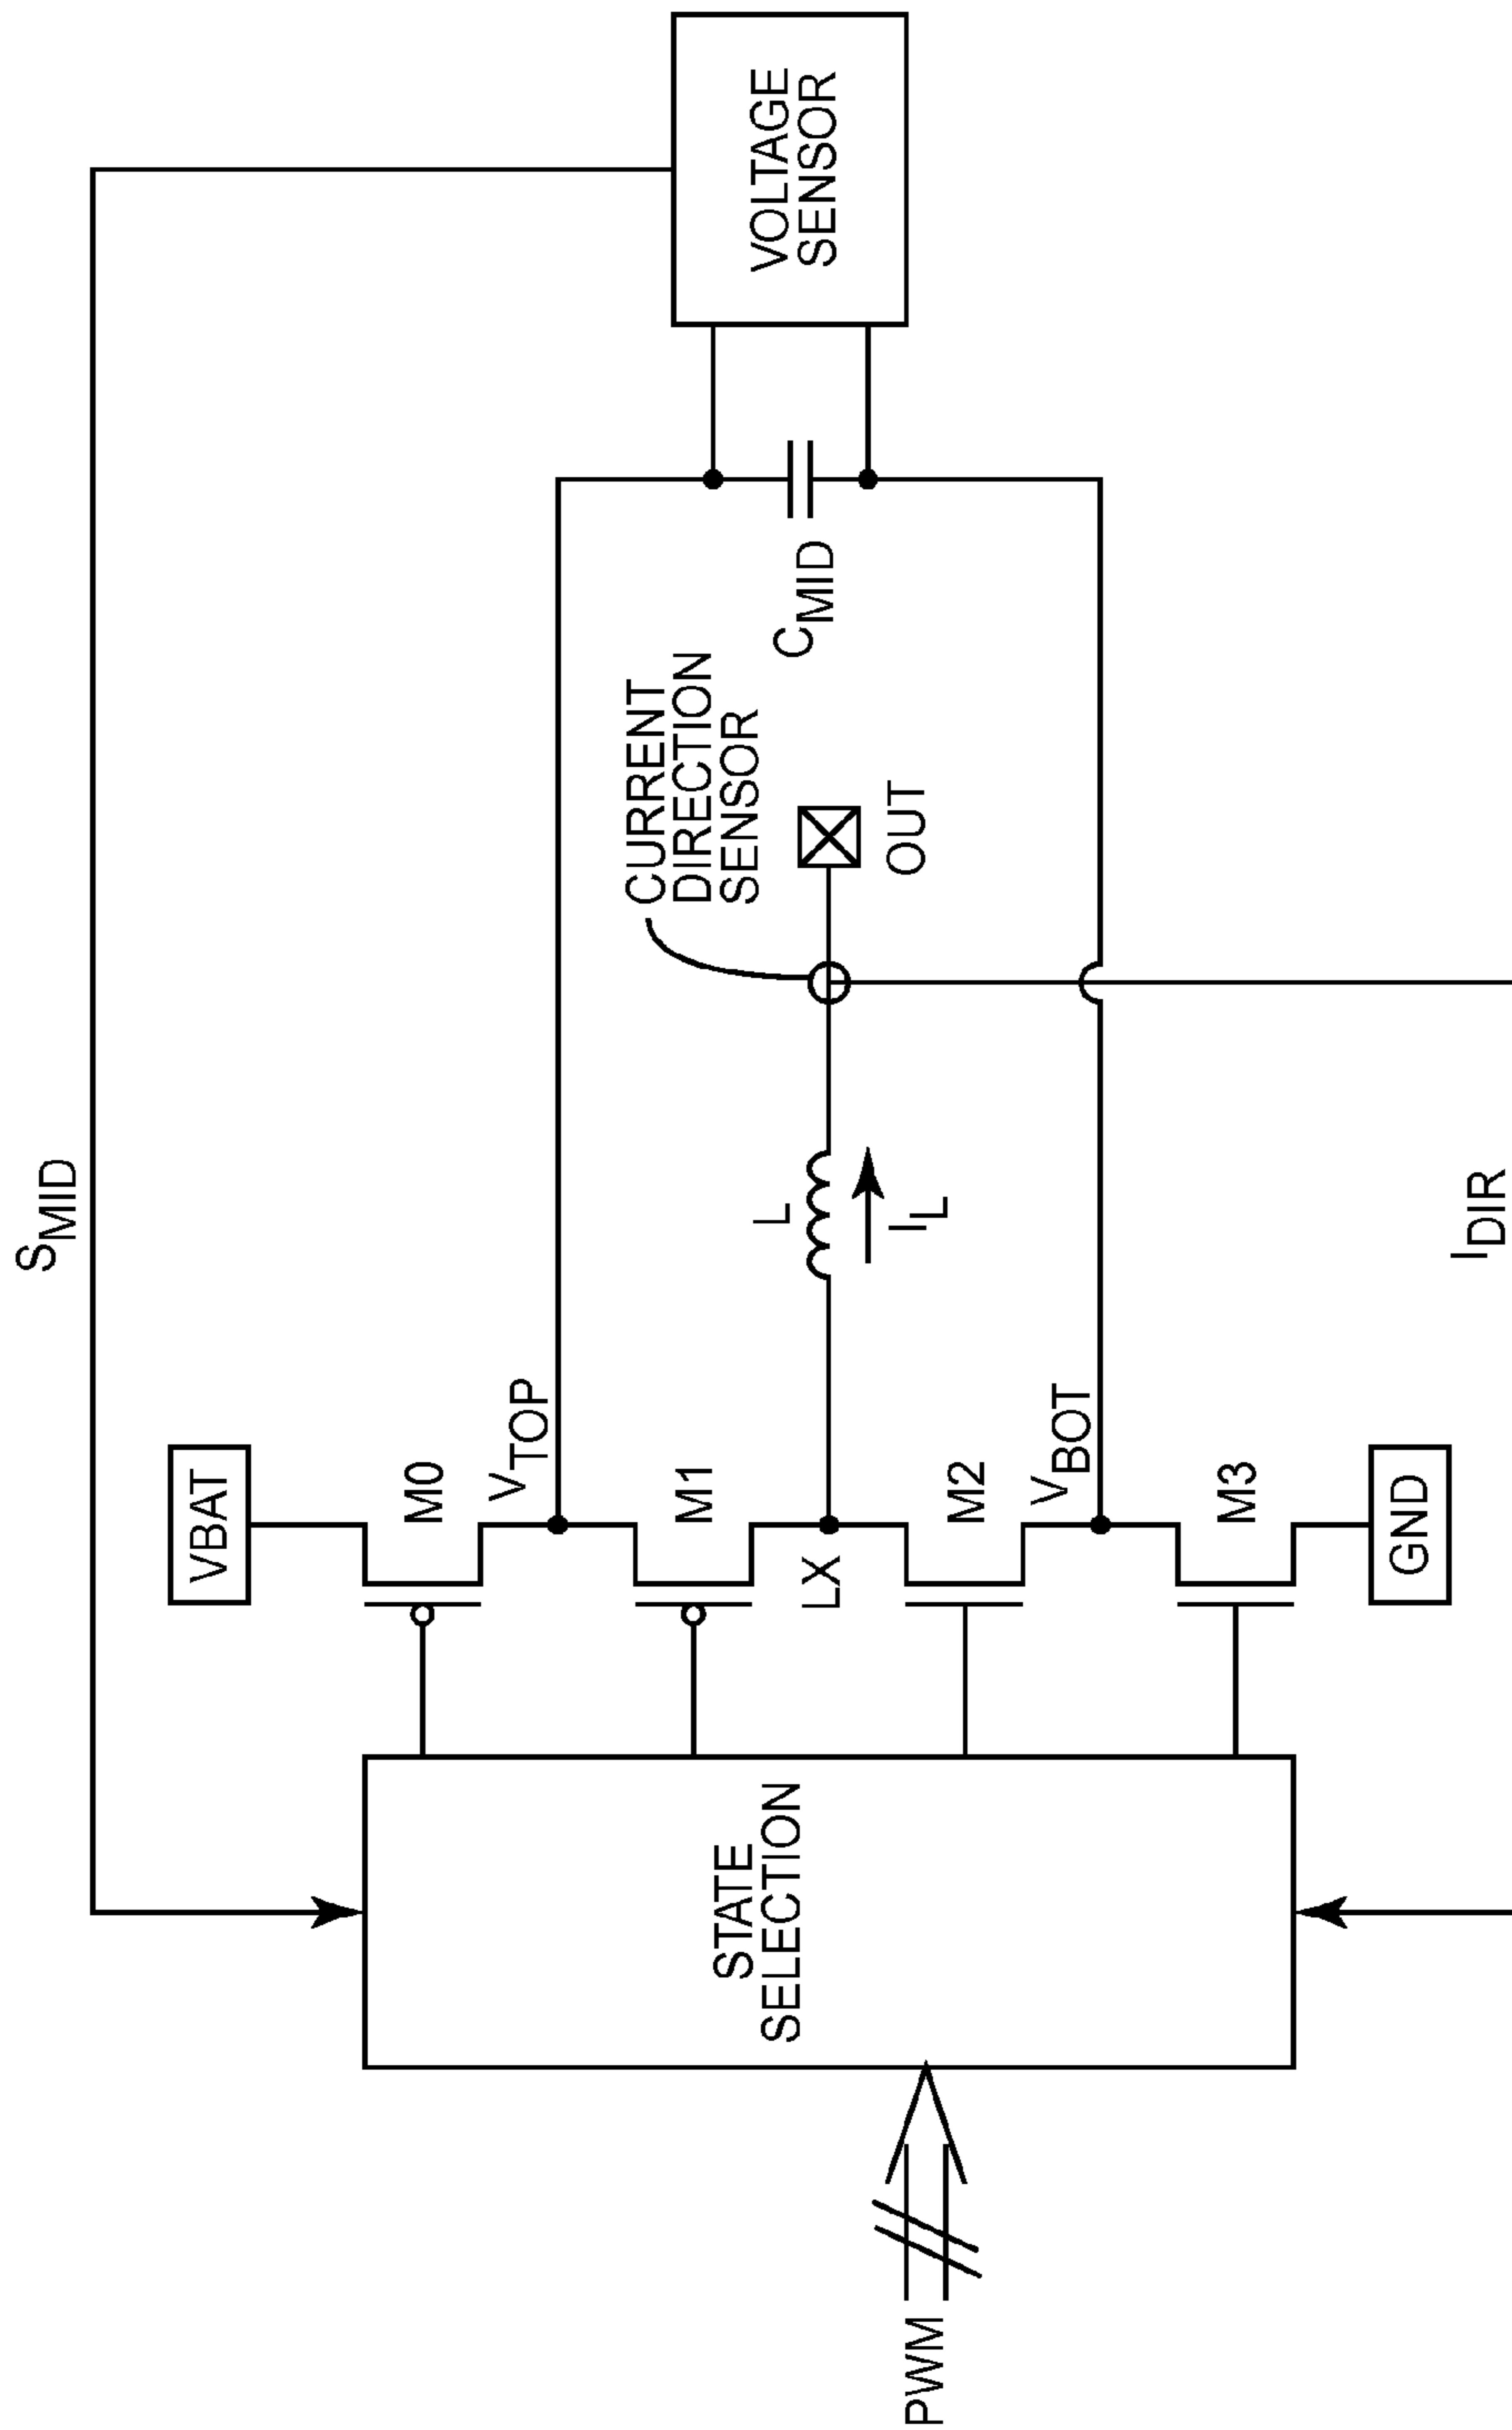 S_MID
VBAT
M0
V_TOP
M1
LX
M2
V_BOT
M3
GND
STATE
SELECTION
PWM
L
I_L
CURRENT
DIRECTION
SENSOR
OUT
C_MID
VOLTAGE
SENSOR
I_DIR